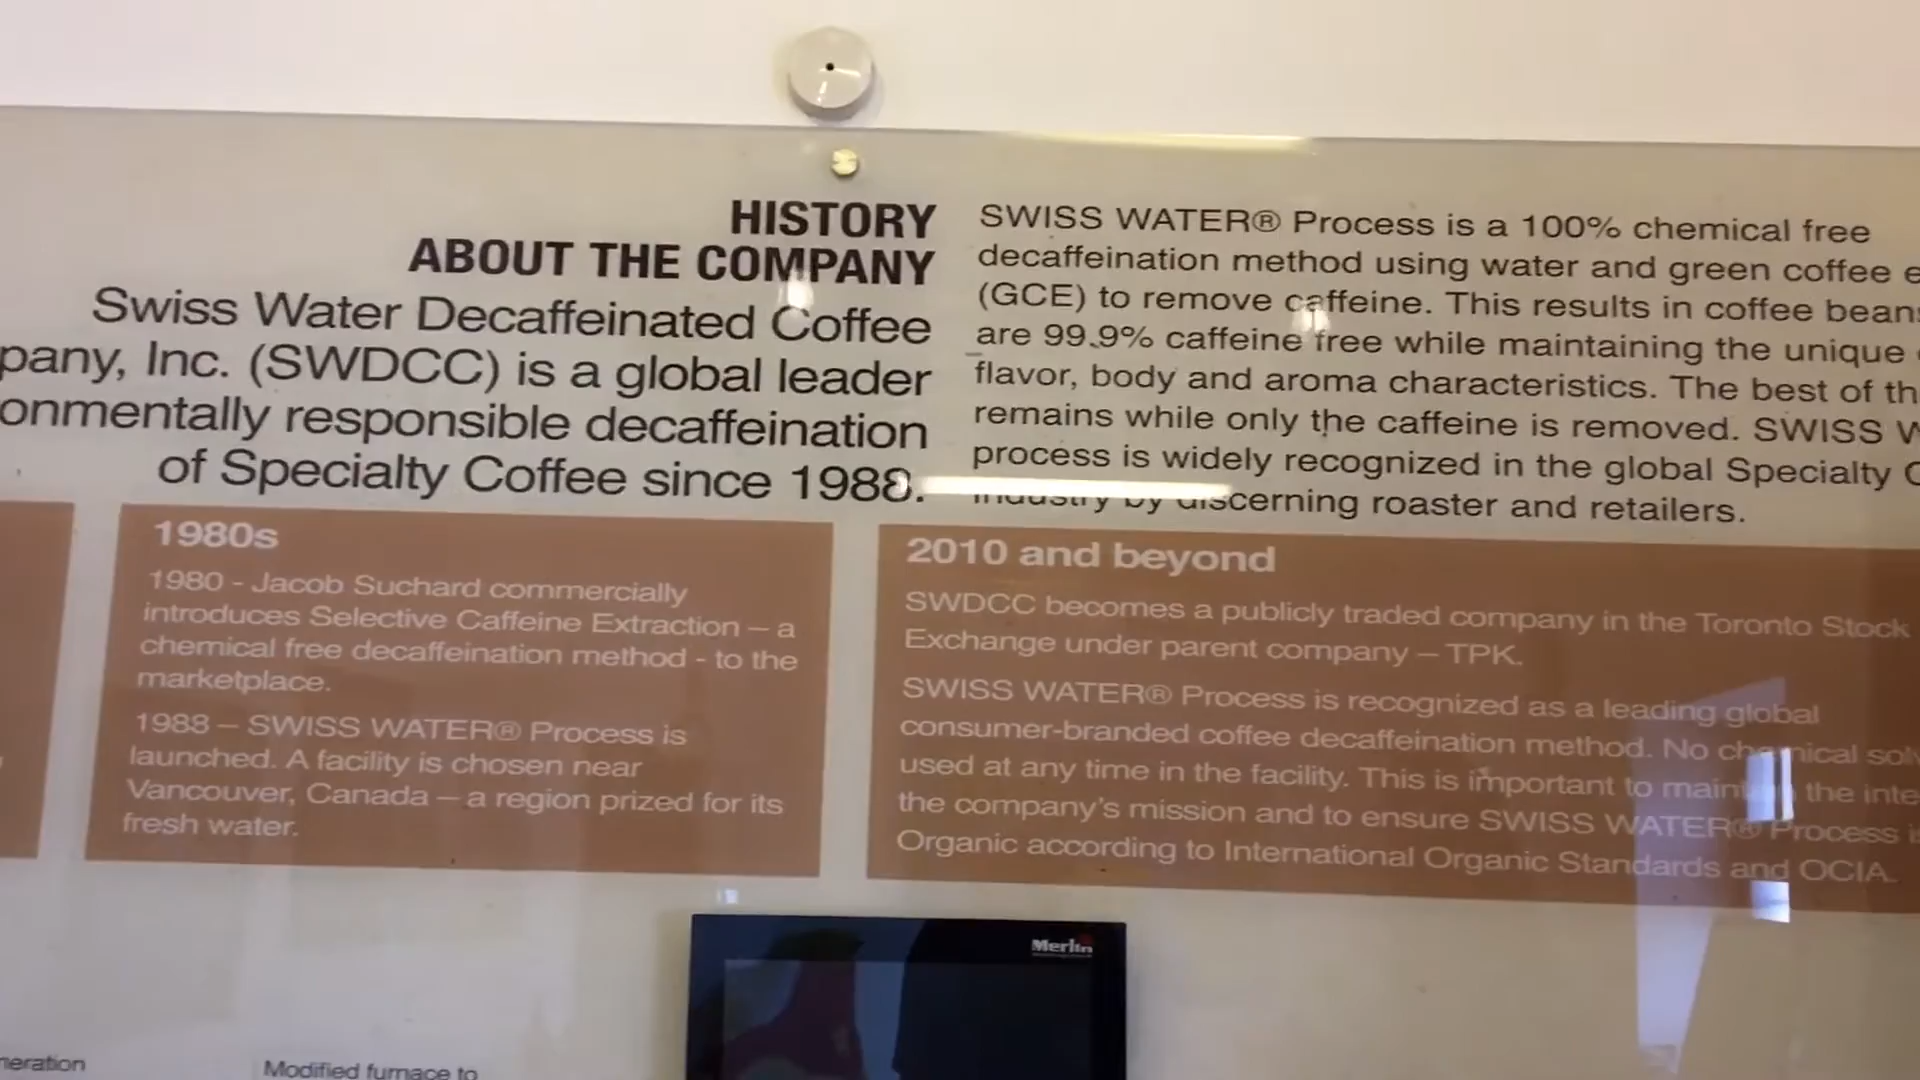 HISTORY
ABOUT THE COMPANY
Swiss Water Decaffeinated Coffee
pany, Inc. (SWDCC) is a global leader
onmentally responsible decaffeination
of Specialty Coffee since 1988.
SWISS WATER® Process is a 100% chemical free
decaffeination method using water and green coffee e
(GCE) to remove caffeine. This results in coffee bean
are 99.9% caffeine free while maintaining the unique
flavor, body and aroma characteristics. The best of th
remains while only the caffeine is removed. SWISS W
process is widely recognized in the global Specialty C
industry by discerning roaster and retailers.
1980s
1980 - Jacob Suchard commercially
introduces Selective Caffeine Extraction – a
chemical free decaffeination method - to the
marketplace.
1988 – SWISS WATER® Process is
launched. A facility is chosen near
Vancouver, Canada – a region prized for its
fresh water.
2010 and beyond
SWDCC becomes a publicly traded company in the Toronto Stock
Exchange under parent company – TPK.
SWISS WATER® Process is recognized as a leading global
consumer-branded coffee decaffeination method. No chemical solv
used at any time in the facility. This is important to maintain the inte
the company's mission and to ensure SWISS WATER® Process i
Organic according to International Organic Standards and OCIA.
Merlin
neration
Modified furnace to